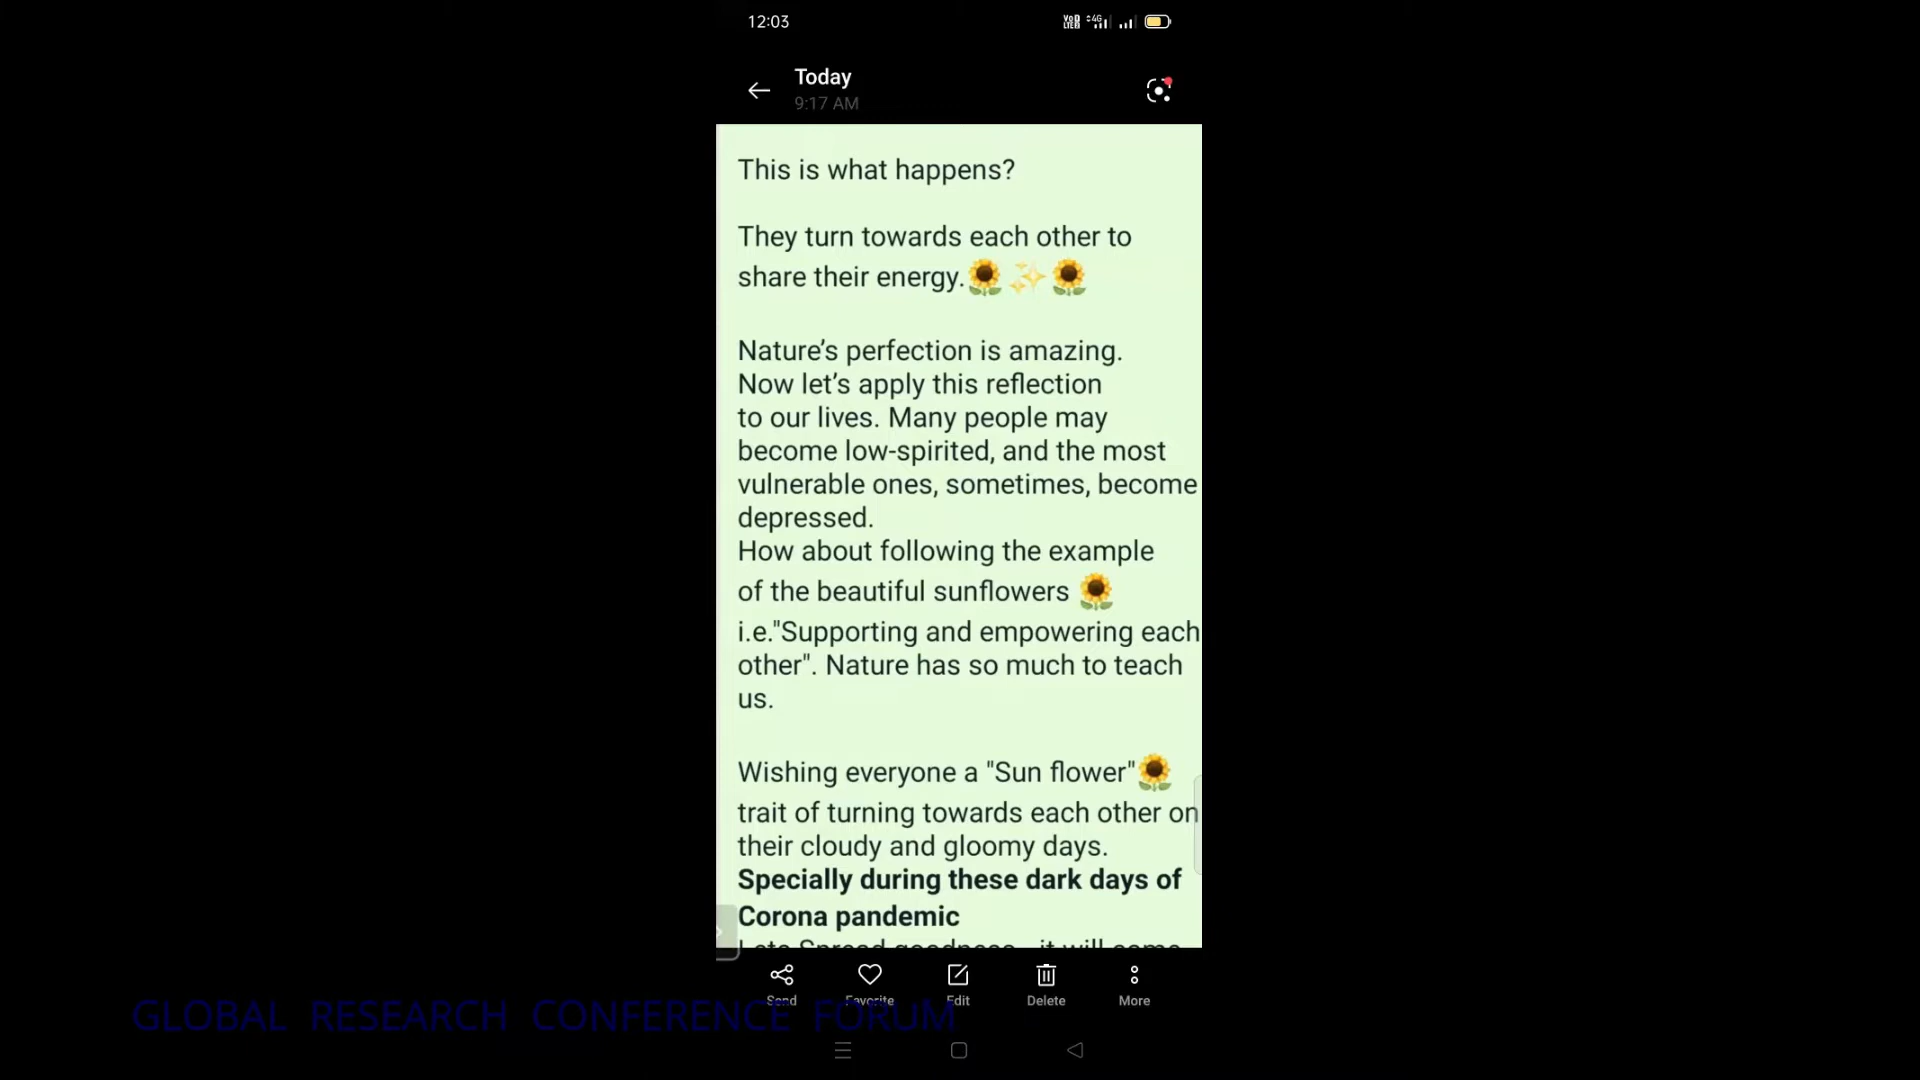 12:03
Today
9:17 AM
This is what happens?
They turn towards each other to
share their energy.🌻✨🌻
Nature’s perfection is amazing.
Now let’s apply this reflection
to our lives. Many people may
become low-spirited, and the most
vulnerable ones, sometimes, become
depressed.
How about following the example
of the beautiful sunflowers 🌻
i.e."Supporting and empowering each
other". Nature has so much to teach
us.
Wishing everyone a "Sun flower"🌻
trait of turning towards each other on
their cloudy and gloomy days.
Specially during these dark days of
Corona pandemic
Send Favorite Edit Delete More
GLOBAL RESEARCH CONFERENCE FORUM